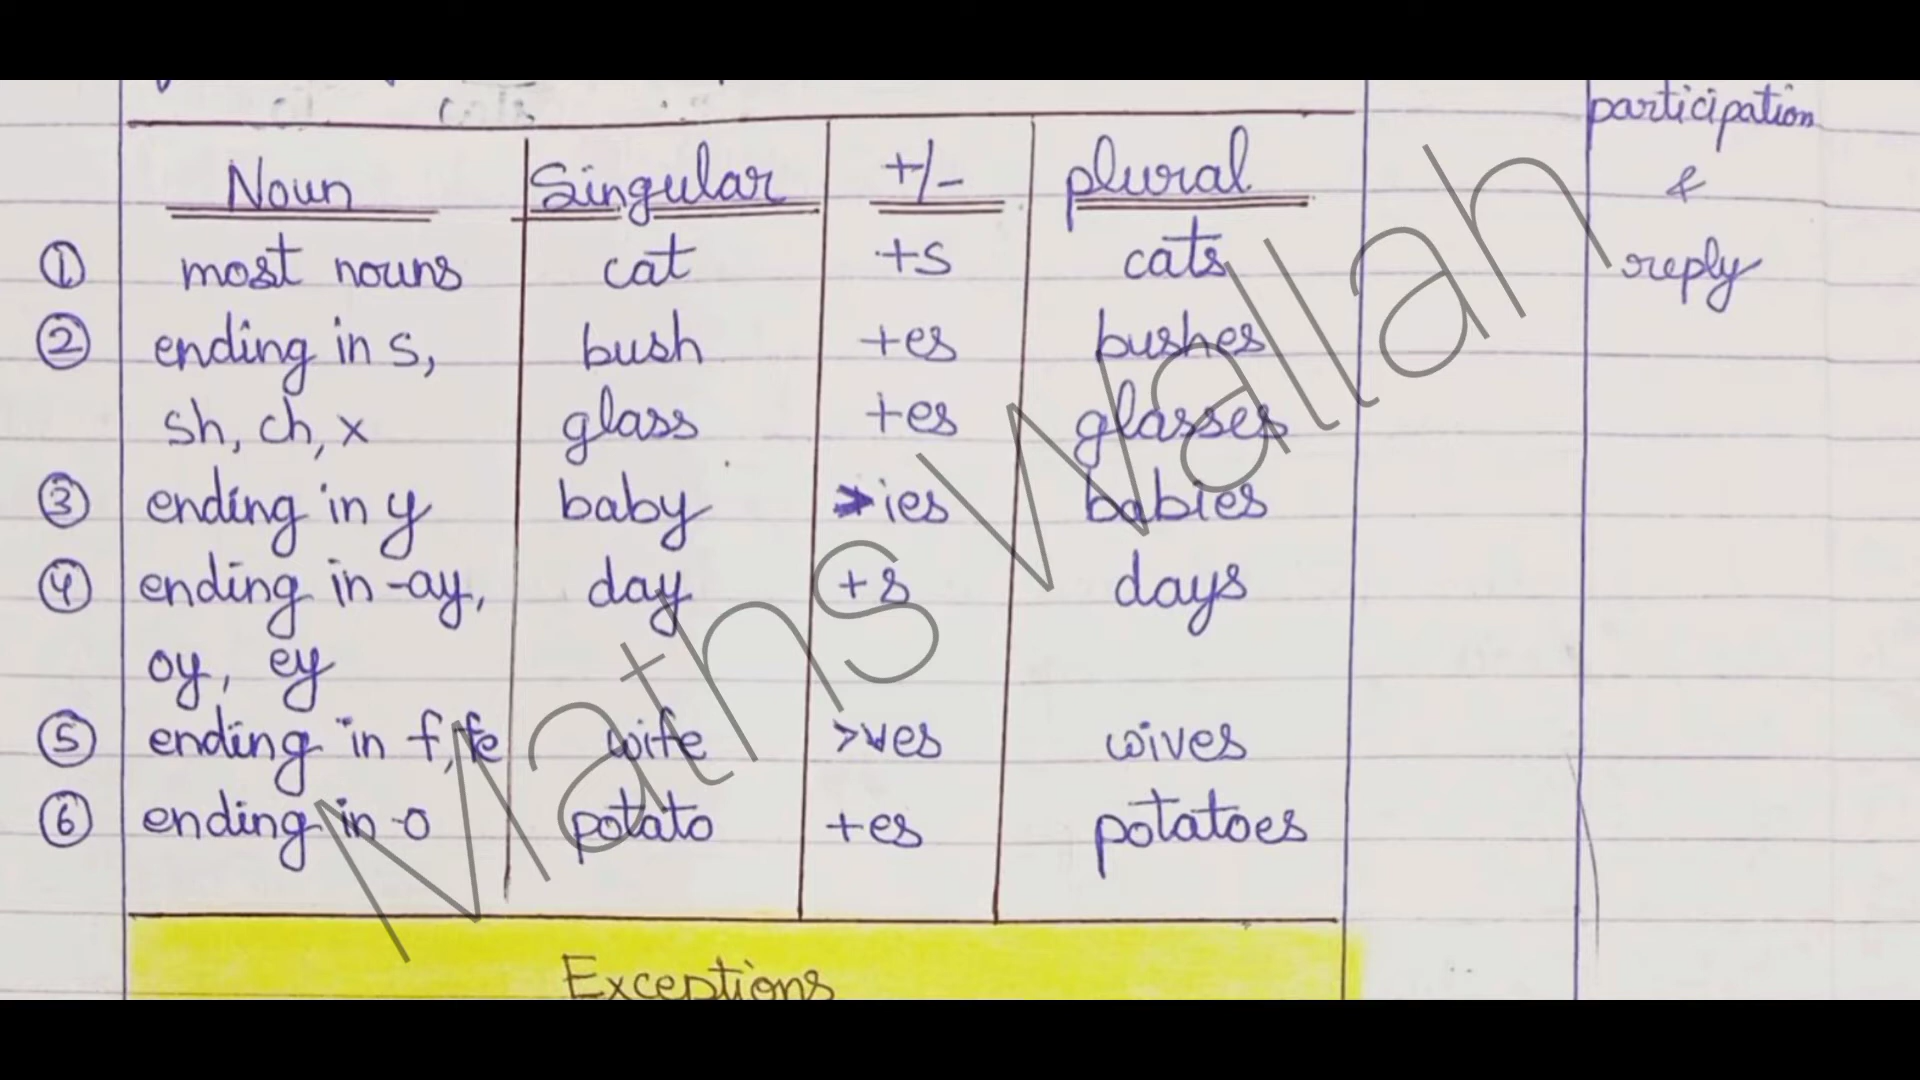 participation
Noun Singular +/- plural &
① most nouns cat +s cats reply
② ending in s, bush +es bushes
sh, ch, x glass +es glasses
③ ending in y baby >ies babies
④ ending in -ay, day +s days
oy, ey
⑤ ending in f, fe wife >ves wives
⑥ ending in -o potato +es potatoes
Exceptions
Maths Wallah